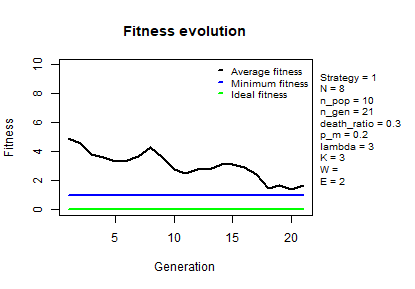 Fitness evolution
10
8
6
4
2
0
Fitness
Average fitness
Minimum fitness
Ideal fitness
5
10
15
20
Generation
Strategy = 1
N = 8
n_pop = 10
n_gen = 21
death_ratio = 0.3
p_m = 0.2
lambda = 3
K = 3
W =
E = 2